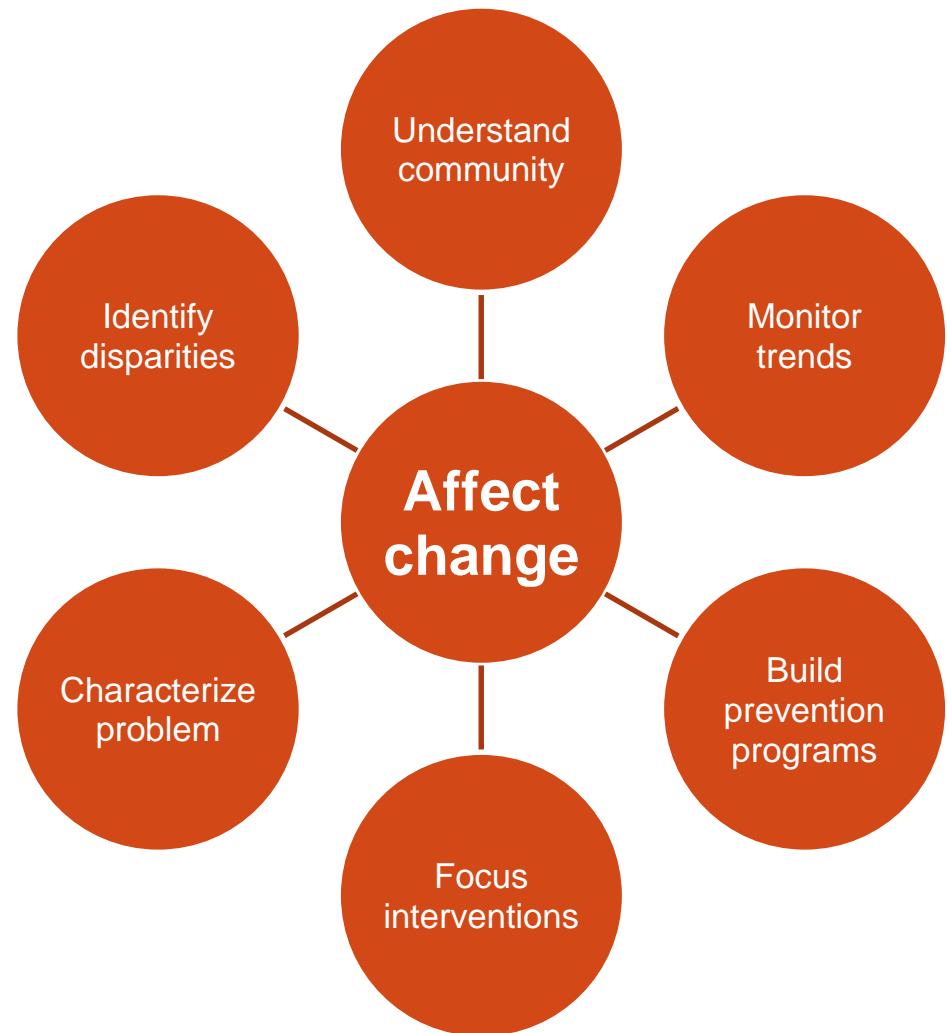 Understand
community
Identify
disparities
Monitor
trends
Affect
change
Characterize
problem
Build
prevention
programs
Focus
interventions